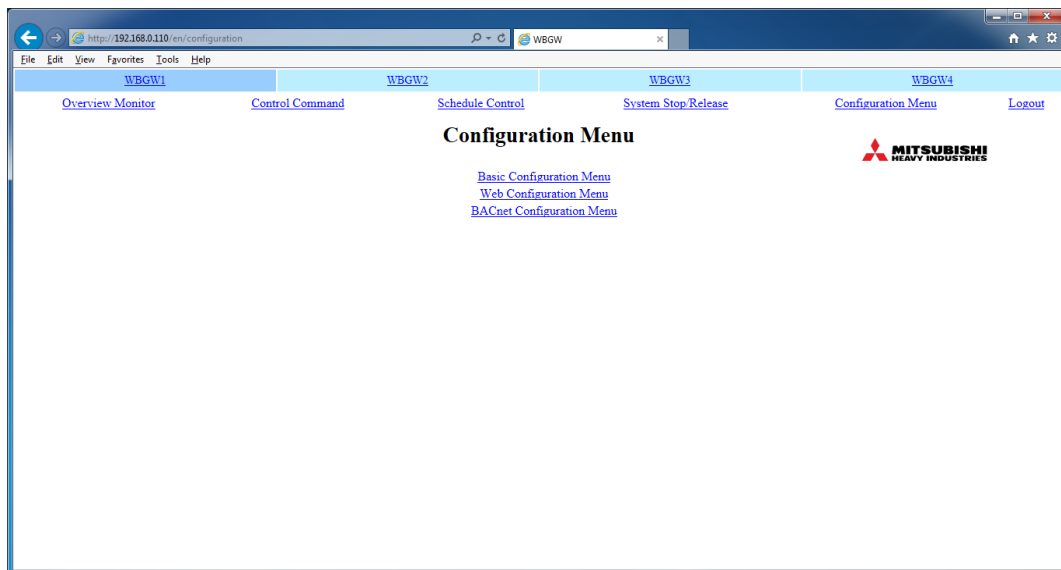 http://192.168.0.110/en/configuration WBGW
File Edit View Favorites Tools Help
WBGW1 WBGW2 WBGW3 WBGW4
Overview Monitor Control Command Schedule Control System Stop/Release Configuration Menu Logout
Configuration Menu
MITSUBISHI
HEAVY INDUSTRIES
Basic Configuration Menu
Web Configuration Menu
BACnet Configuration Menu